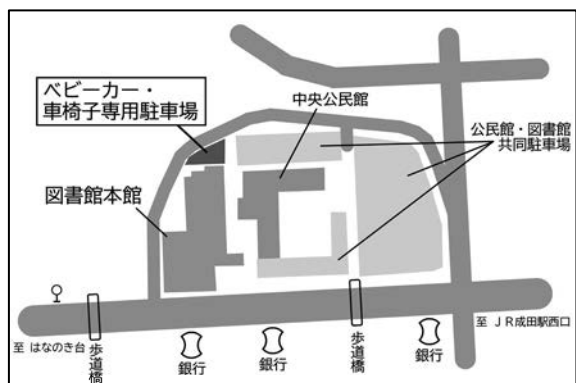 ベビーカー・
車椅子専用駐車場
中央公民館
公民館・図書館
共同駐車場
図書館本館
至 はなのき台
歩道橋
銀行
銀行
歩道橋
銀行
至 ＪＲ成田駅西口